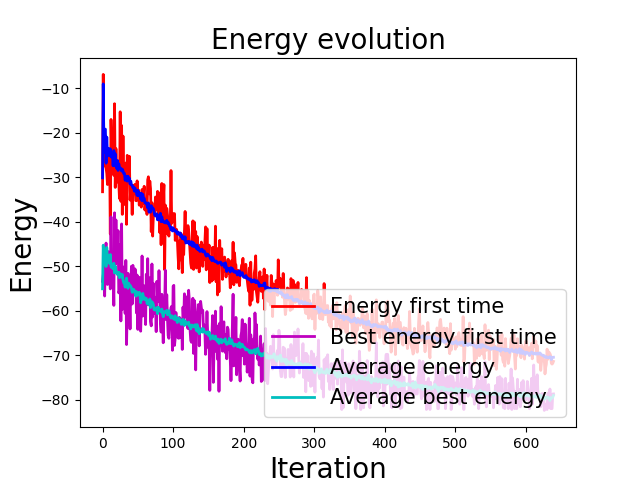 Energy evolution
Energy
−10
−20
−30
−40
−50
−60
−70
−80
Energy first time
Best energy first time
Average energy
Average best energy
0 100 200 300 400 500 600
Iteration